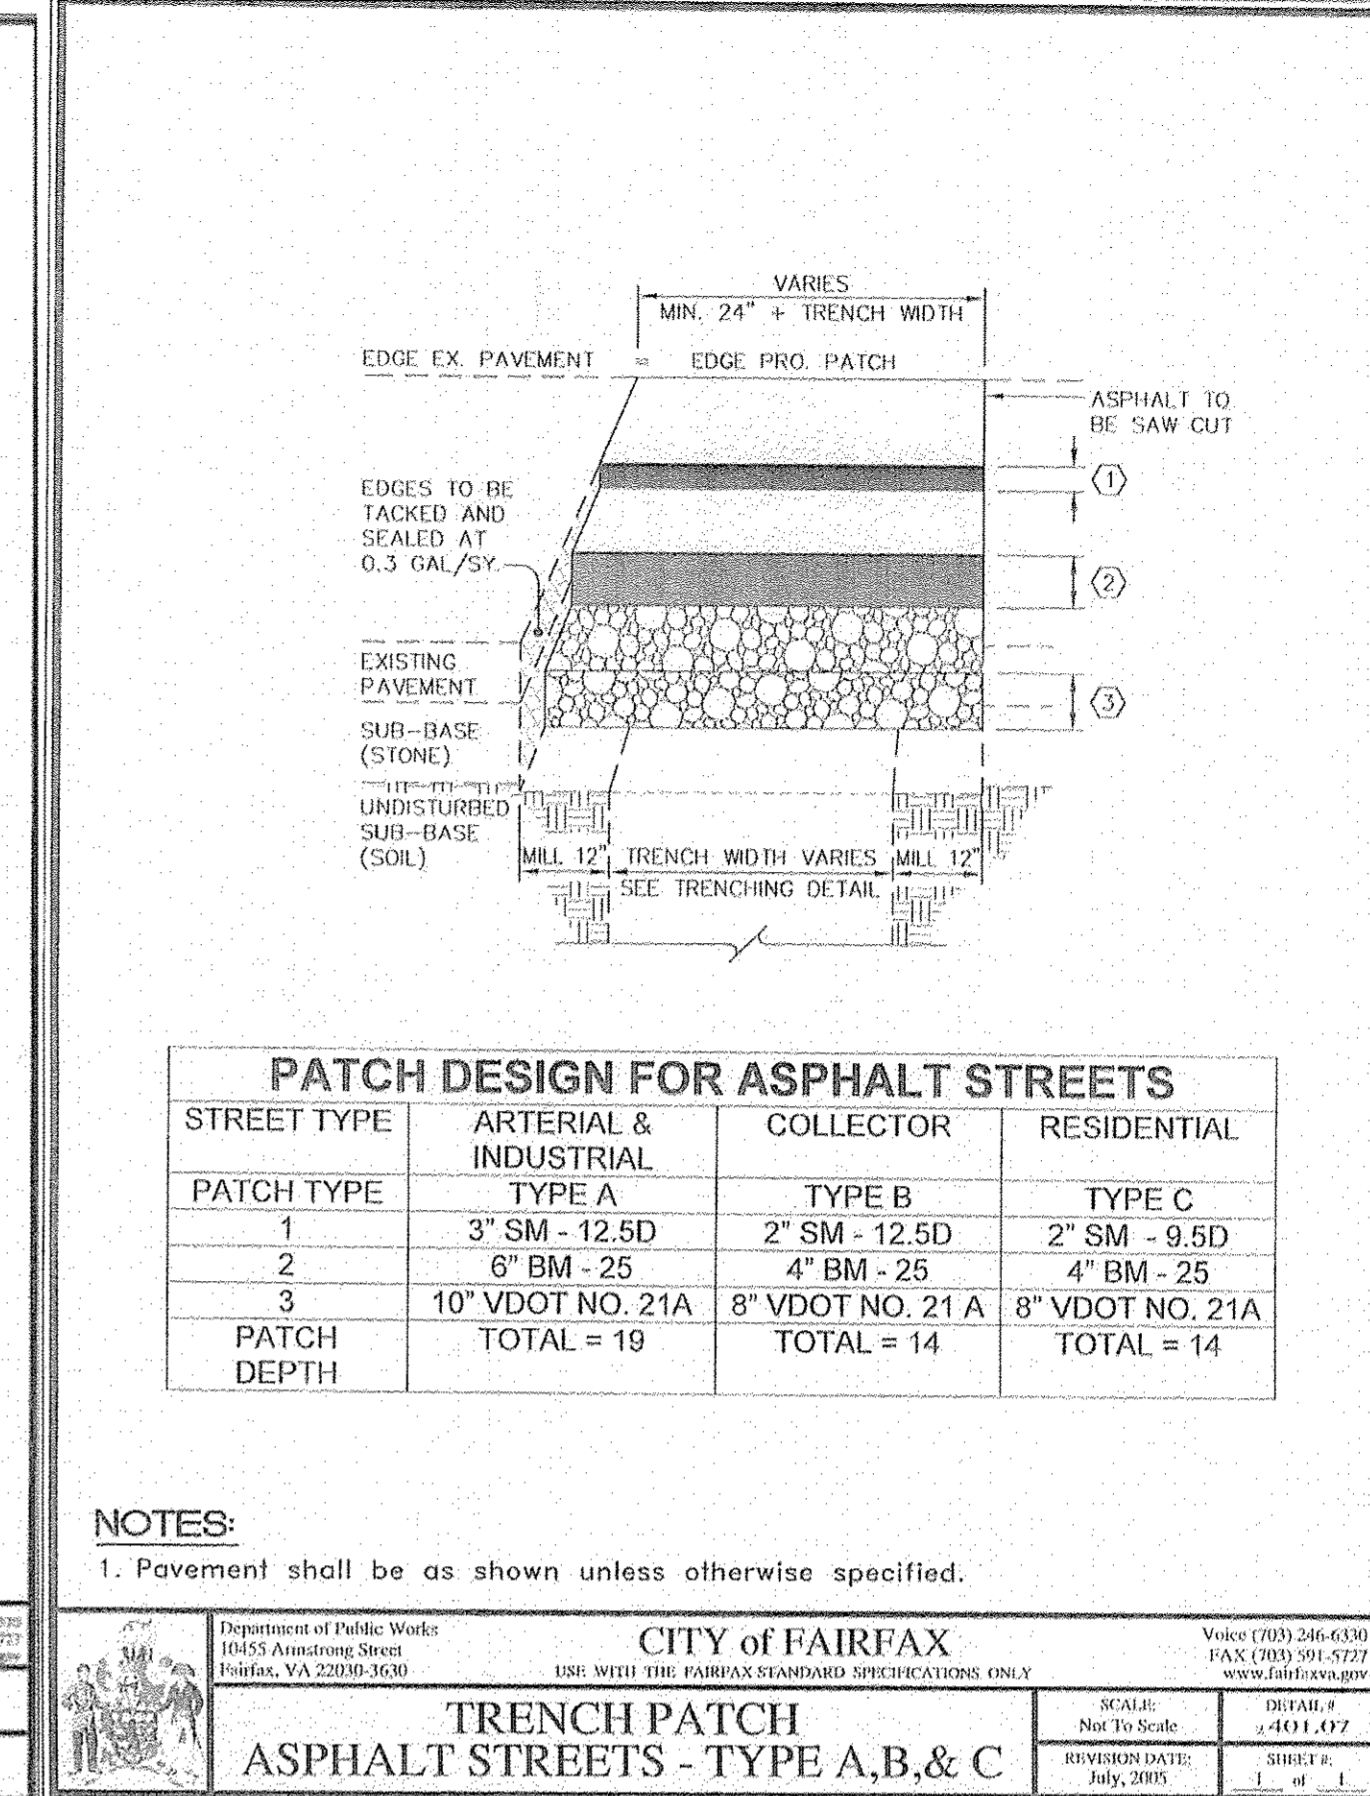 VARIES
MIN. 24" + TRENCH WIDTH
EDGE EX. PAVEMENT = EDGE PRO. PATCH
ASPHALT TO
BE SAW CUT
1
EDGES TO BE
TACKED AND
SEALED AT
0.3 GAL/SY.
2
EXISTING
PAVEMENT
3
SUB-BASE
(STONE)
UNDISTURBED
SUB-BASE
(SOIL)
MILL 12" TRENCH WIDTH VARIES MILL 12"
SEE TRENCHING DETAIL
PATCH DESIGN FOR ASPHALT STREETS
STREET TYPE ARTERIAL & COLLECTOR RESIDENTIAL
INDUSTRIAL
PATCH TYPE TYPE A TYPE B TYPE C
1 3" SM - 12.5D 2" SM - 12.5D 2" SM - 9.5D
2 6" BM - 25 4" BM - 25 4" BM - 25
3 10" VDOT NO. 21A 8" VDOT NO. 21 A 8" VDOT NO. 21A
PATCH TOTAL = 19 TOTAL = 14 TOTAL = 14
DEPTH
NOTES:
1. Pavement shall be as shown unless otherwise specified.
Department of Public Works
10455 Armstrong Street
Fairfax, VA 22030-3630
CITY of FAIRFAX
USE WITH THE FAIRFAX STANDARD SPECIFICATIONS ONLY
Voice (703) 246-6330
FAX (703) 591-5727
www.fairfaxva.gov
TRENCH PATCH
ASPHALT STREETS - TYPE A,B,& C
SCALE:
Not To Scale
DETAIL #
401.07
REVISION DATE:
July, 2005
SHEET #:
1 of 1